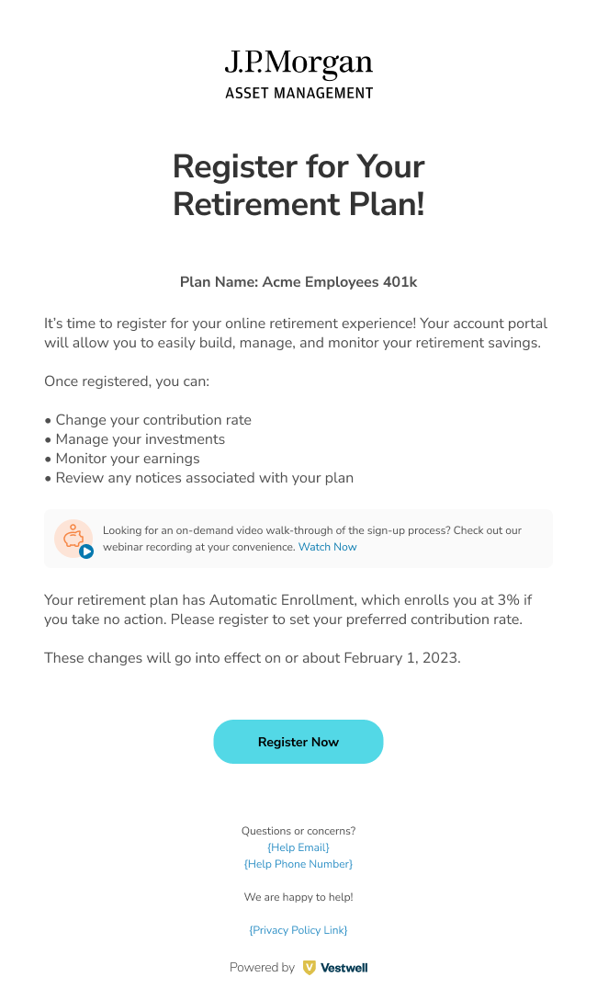 J.P.Morgan
ASSET MANAGEMENT
Register for Your
Retirement Plan!
Plan Name: Acme Employees 401k
It’s time to register for your online retirement experience! Your account portal
will allow you to easily build, manage, and monitor your retirement savings.
Once registered, you can:
• Change your contribution rate
• Manage your investments
• Monitor your earnings
• Review any notices associated with your plan
Looking for an on-demand video walk-through of the sign-up process? Check out our
webinar recording at your convenience. Watch Now
Your retirement plan has Automatic Enrollment, which enrolls you at 3% if
you take no action. Please register to set your preferred contribution rate.
These changes will go into effect on or about February 1, 2023.
Register Now
Questions or concerns?
{Help Email}
{Help Phone Number}
We are happy to help!
{Privacy Policy Link}
Powered by V Vestwell